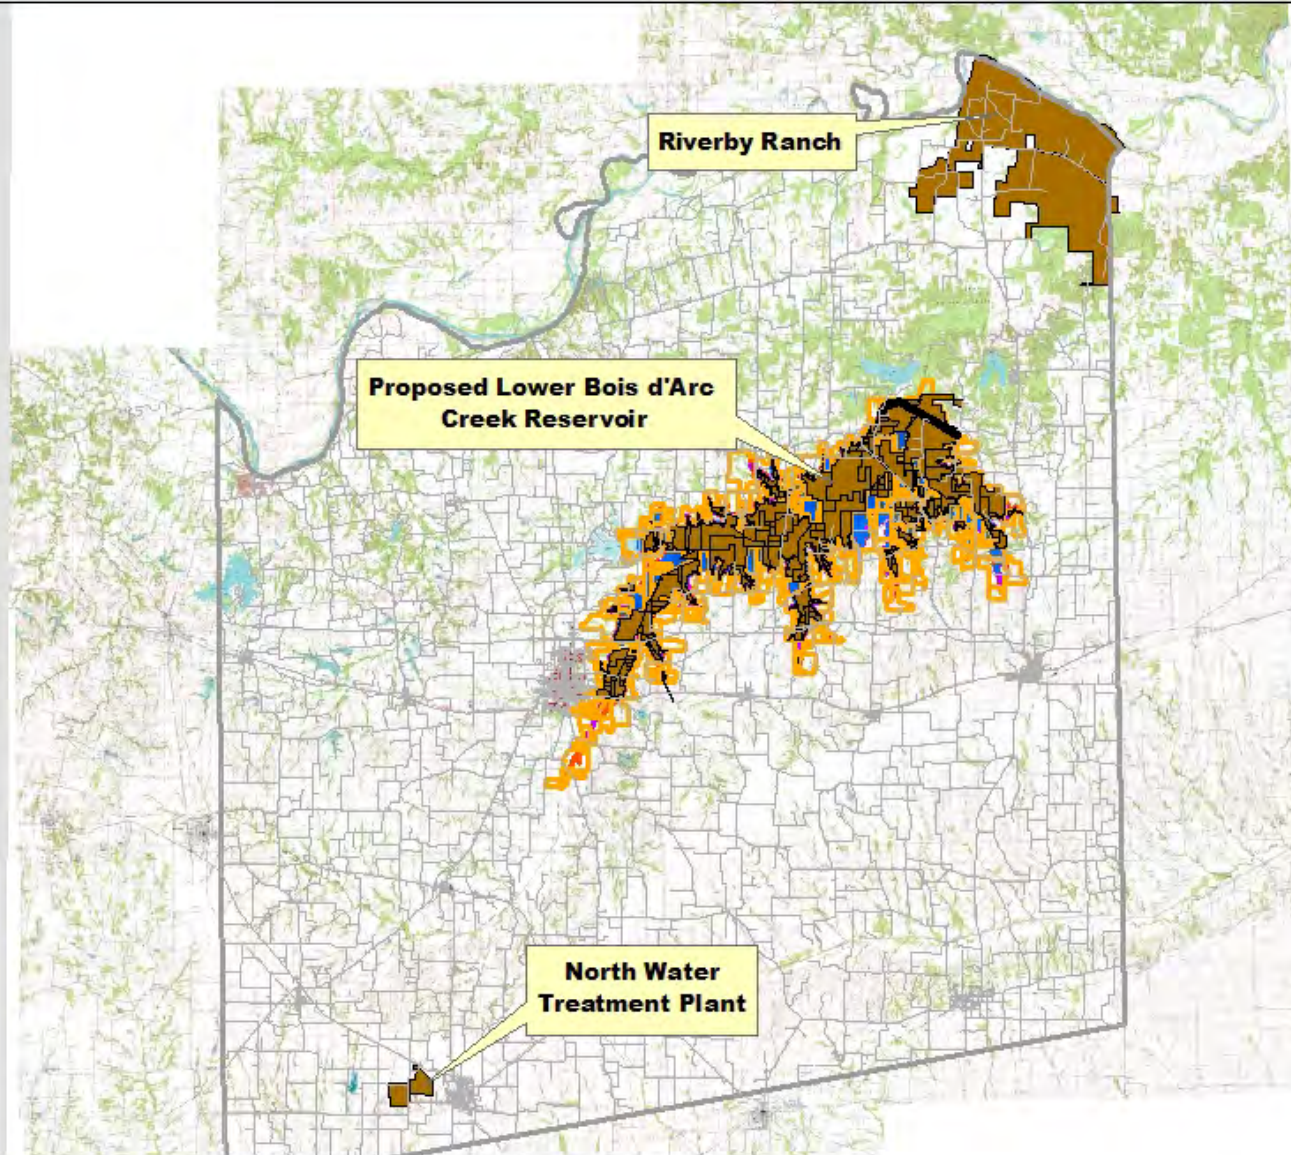 Riverby Ranch
Proposed Lower Bois d'Arc
Creek Reservoir
North Water
Treatment Plant